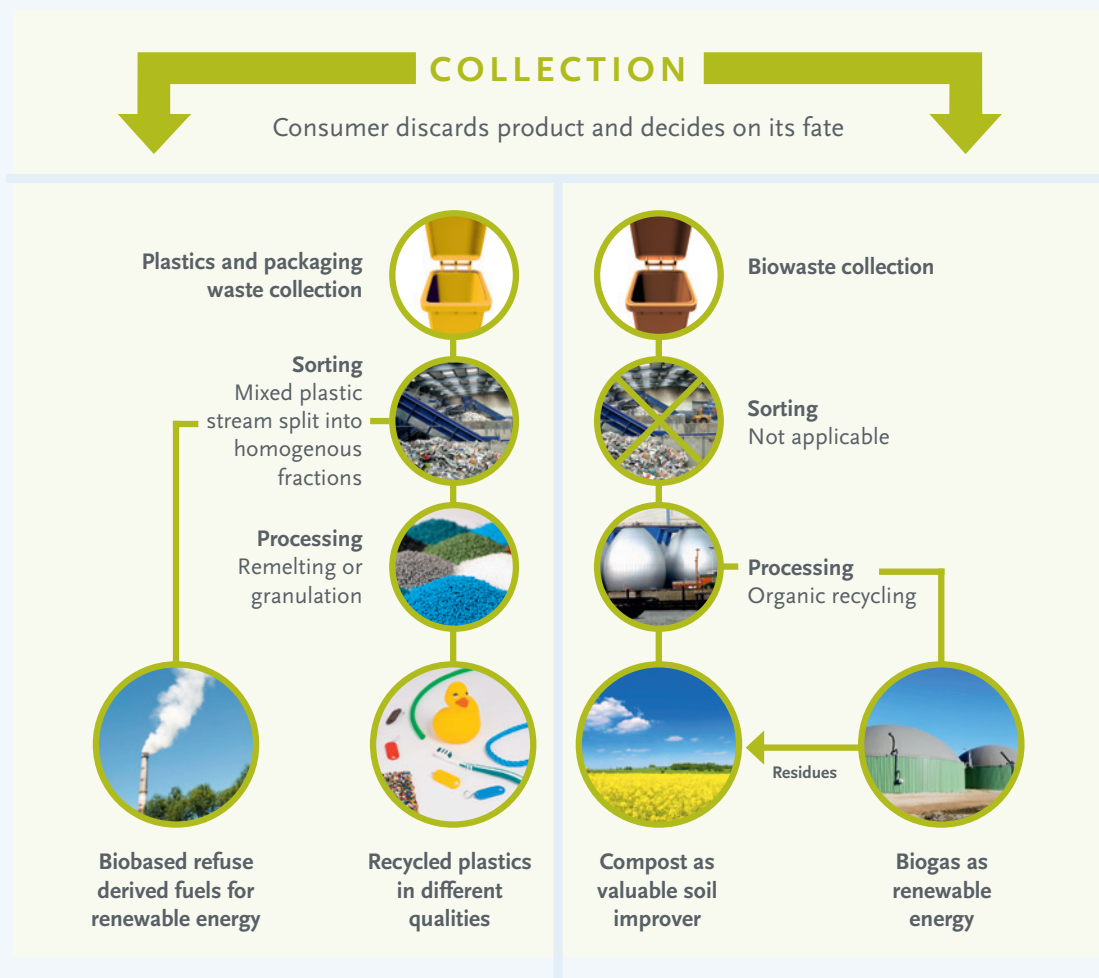 COLLECTION
Consumer discards product and decides on its fate
Plastics and packaging
waste collection
Sorting
Mixed plastic
stream split into
homogenous
fractions
Processing
Remelting or
granulation
Biobased refuse
derived fuels for
renewable energy
Recycled plastics
in different
qualities
Biowaste collection
Sorting
Not applicable
Processing
Organic recycling
Residues
Compost as
valuable soil
improver
Biogas as
renewable
energy